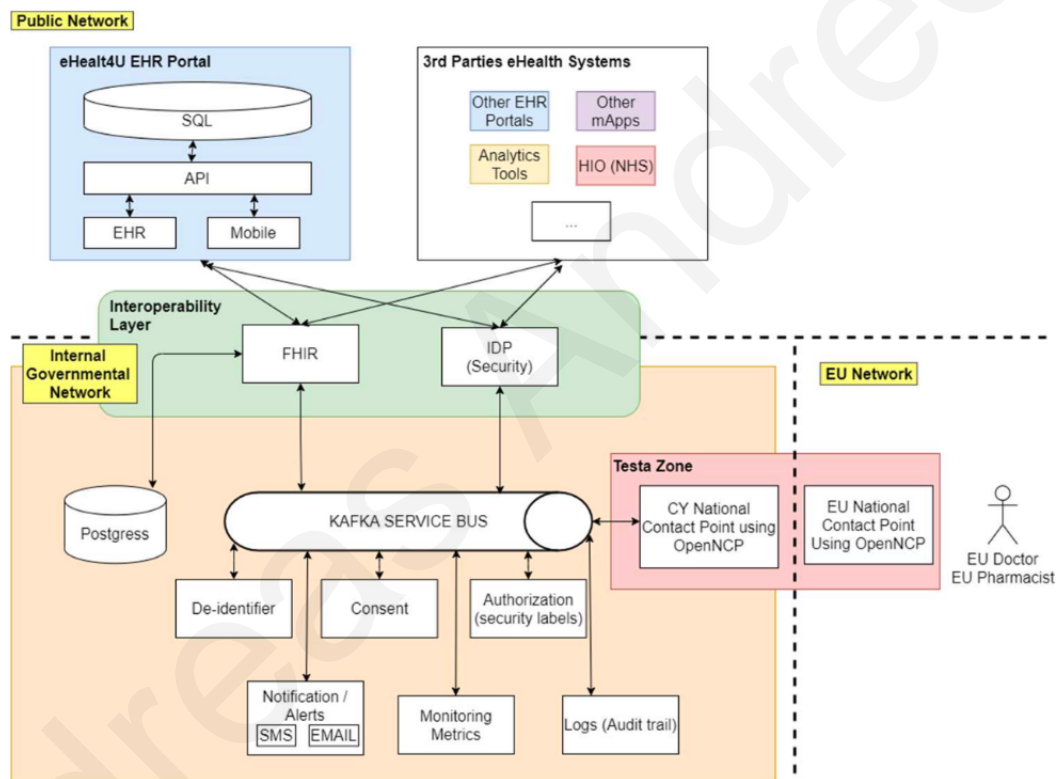 Public Network
eHealt4U EHR Portal
SQL
API
EHR
Mobile
3rd Parties eHealth Systems
Other EHR
Portals
Other
mApps
Analytics
Tools
HIO (NHS)
...
Interoperability
Layer
FHIR
IDP
(Security)
Internal
Governmental
Network
EU Network
Postgress
KAFKA SERVICE BUS
Testa Zone
CY National
Contact Point using
OpenNCP
EU National
Contact Point
Using OpenNCP
EU Doctor
EU Pharmacist
De-identifier
Consent
Authorization
(security labels)
Notification /
Alerts
SMS
EMAIL
Monitoring
Metrics
Logs (Audit trail)
Andreas Andreo